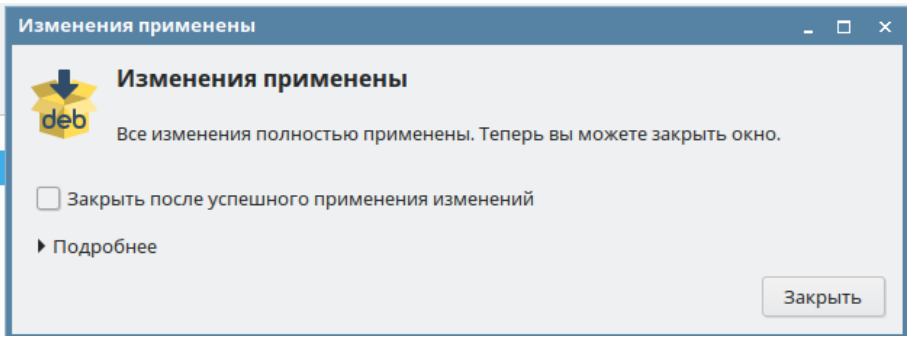 Изменения применены
Изменения применены
deb
Все изменения полностью применены. Теперь вы можете закрыть окно.
Закрыть после успешного применения изменений
Подробнее
Закрыть